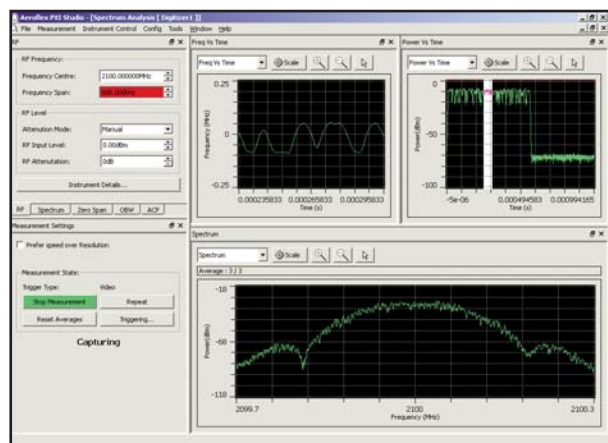 Aeroflex PXI Studio - [Spectrum Analysis [ Digitizer1 ]]
File Measurement Instrument Control Config Tools Window Help
RF
RF Frequency:
Frequency Centre: 2100.000000MHz
Frequency Span:
RF Level
Attenution Mode: Manual
RF Input Level: 0.00dBm
RF Attenutation: 0dB
Instrument Details...
RF Spectrum Zero Span OBW ACP
Measurement Settings
Prefer speed over Resolution
Measurement State:
Trigger Type: Video
Stop Measurement Repeat
Reset Averages Triggering...
Capturing
Freq Vs Time
Freq Vs Time Scale
0.25
0
-0.25
Frequency (MHz)
0.000235833 0.000265833 0.000295833
Time (s)
Power Vs Time
Power Vs Time Scale
0
-50
-100
Power(dBm)
-5e-06 0.000494583 0.000994165
Time (s)
Spectrum
Spectrum Scale
Average : 3 / 3
-18
-68
-118
Power(dBm)
2099.7 2100 2100.3
Frequency (MHz)